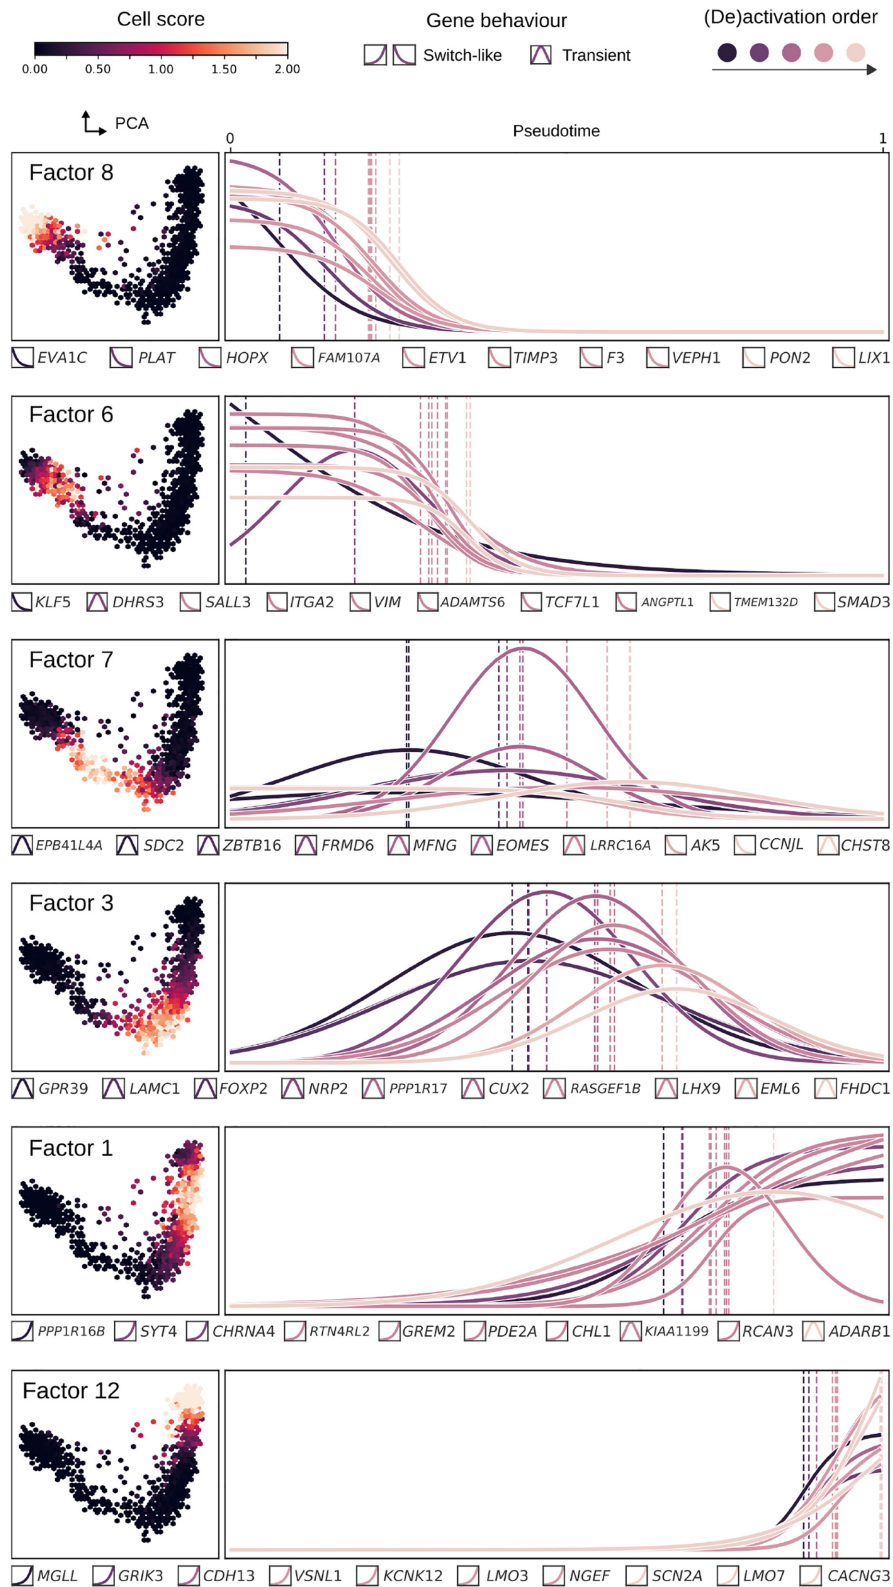 Cell score
Gene behaviour
(De)activation order
0.00 0.50 1.00 1.50 2.00
Switch-like
Transient
PCA
0 Pseudotime 1
Factor 8
EVA1C PLAT HOPX FAM107A ETV1 TIMP3 F3 VEPH1 PON2 LIX1
Factor 6
KLF5 DHRS3 SALL3 ITGA2 VIM ADAMTS6 TCF7L1 ANGPTL1 TMEM132D SMAD3
Factor 7
EPB41L4A SDC2 ZBTB16 FRMD6 MFNG EOMES LRRC16A AK5 CCNJL CHST8
Factor 3
GPR39 LAMC1 FOXP2 NRP2 PPP1R17 CUX2 RASGEF1B LHX9 EML6 FHDC1
Factor 1
PPP1R16B SYT4 CHRNA4 RTN4RL2 GREM2 PDE2A CHL1 KIAA1199 RCAN3 ADARB1
Factor 12
MGLL GRIK3 CDH13 VSNL1 KCNK12 LMO3 NGEF SCN2A LMO7 CACNG3